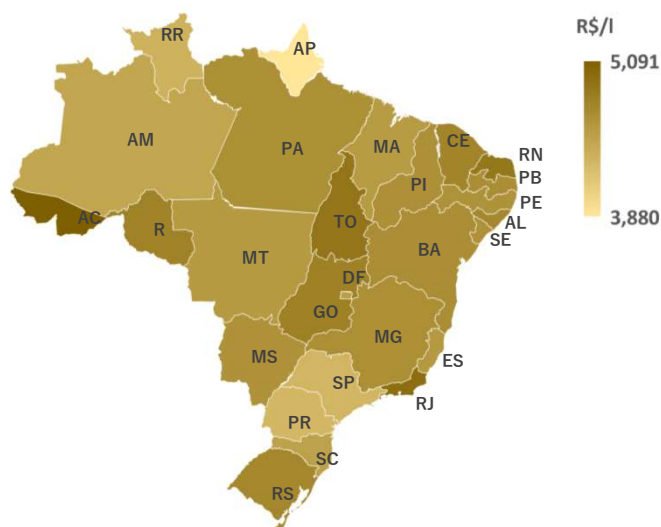 RR
AP
R$/l
5,091
3,880
AM
PA
MA
CE
RN
PB
PI
PE
AL
SE
AC
R
TO
BA
MT
DF
GO
MG
MS
ES
SP
RJ
PR
SC
RS